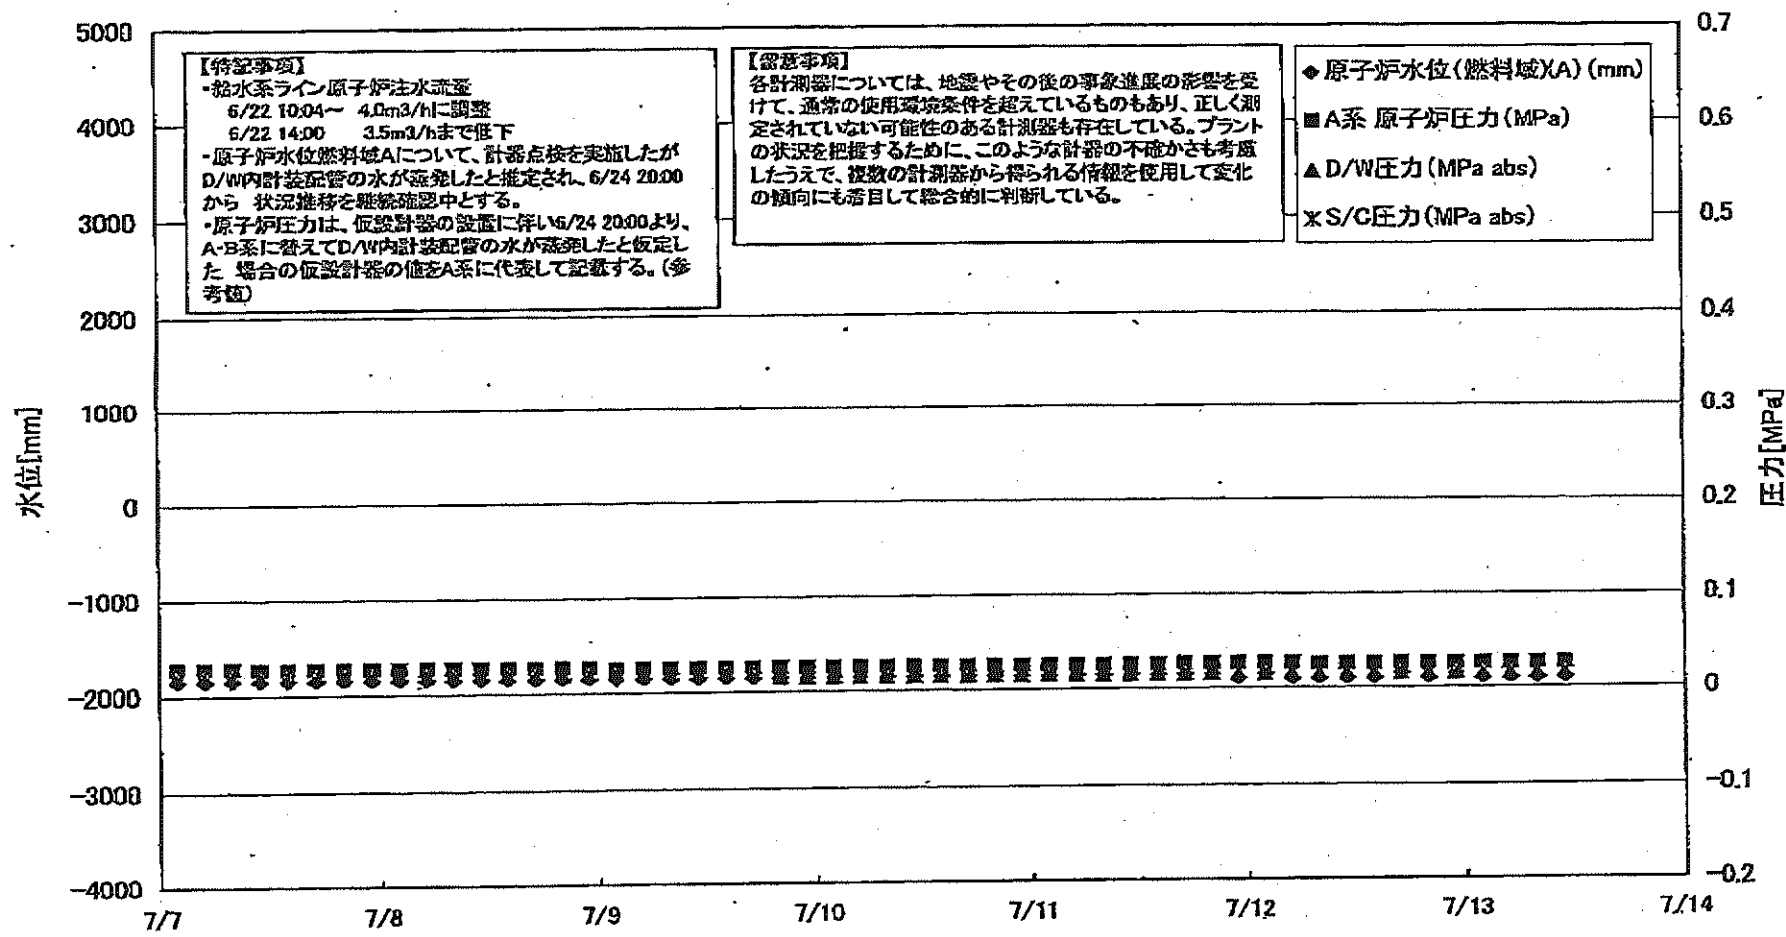 5000
4000
3000
2000
1000
0
-1000
-2000
-3000
-4000
水位[mm]
【特記事項】
・給水系ライン原子炉注水流量
6/22 10:04～ 4.0m3/hに調整
6/22 14:00 3.5m3/hまで低下
・原子炉水位燃料域Aについて、計器点検を実施したが
D/W内計装配管の水が蒸発したと推定され、6/24 20:00
から 状況推移を継続確認中とする。
・原子炉圧力は、仮設計器の設置に伴い6/24 20:00より、
A・B系に替えてD/W内計装配管の水が蒸発したと仮定し
た 場合の仮設計器の値をA系に代表して記載する。(参
考値)
【留意事項】
各計測器については、地震やその後の事象進展の影響を受
けて、通常の使用環境条件を超えているものもあり、正しく測
定されていない可能性のある計測器も存在している。プラント
の状況を把握するために、このような計器の不確かさも考慮
したうえで、複数の計測器から得られる情報を使用して変化
の傾向にも着目して総合的に判断している。
◆原子炉水位(燃料域)(A)(mm)
■A系 原子炉圧力(MPa)
▲D/W圧力(MPa abs)
S/C圧力(MPa abs)
0.7
0.6
0.5
0.4
0.3
0.2
0.1
0
-0.1
-0.2
圧力[MPa]
7/7
7/8
7/9
7/10
7/11
7/12
7/13
7/14